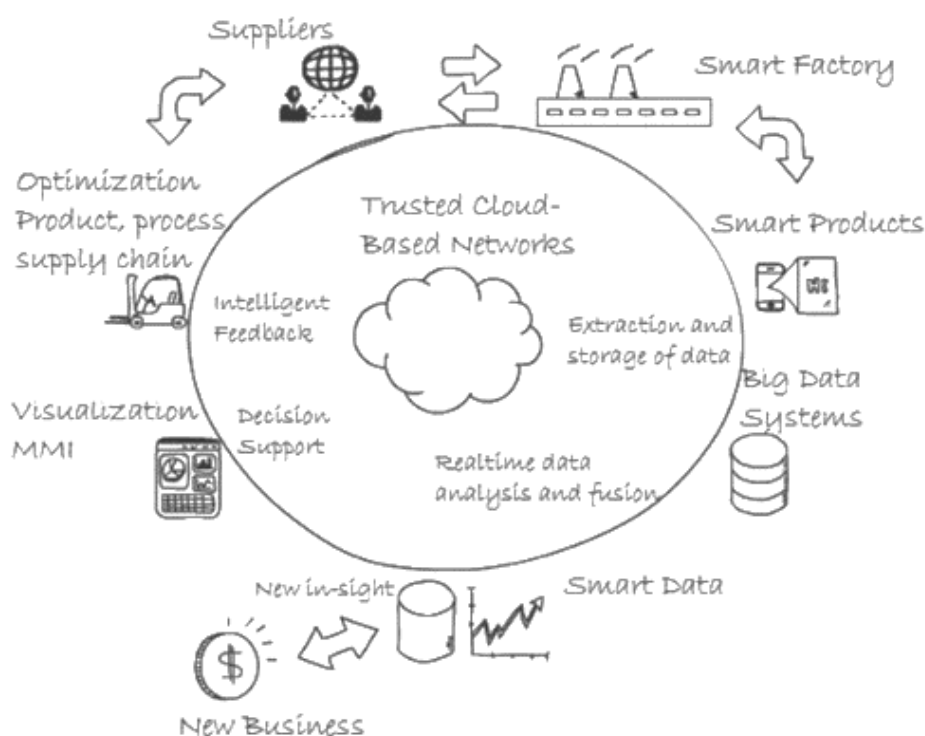 Suppliers
Smart Factory
Optimization
Product, process
supply chain
Trusted Cloud-
Based Networks
Smart Products
Hi
Intelligent
Feedback
Extraction and
storage of data
Big Data
Systems
Visualization
MMI
Decision
Support
Realtime data
analysis and fusion
New in-sight
Smart Data
$
New Business